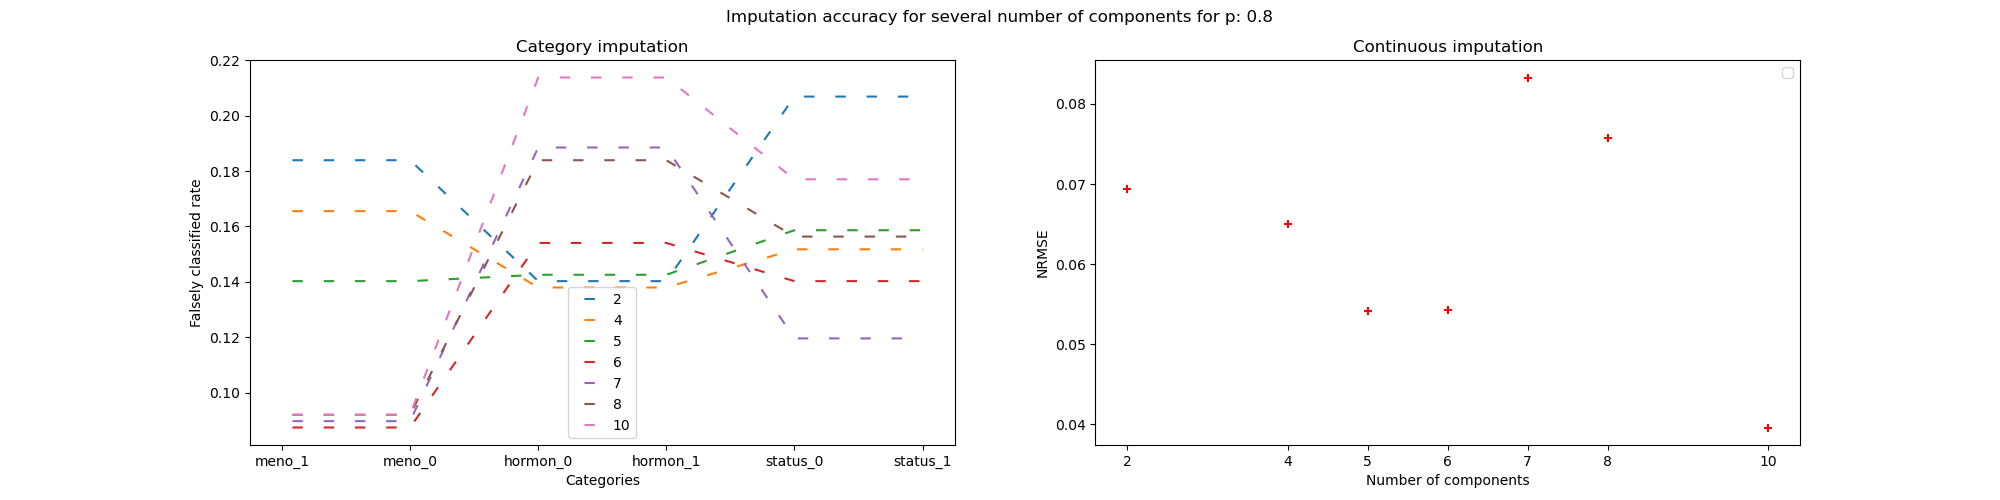 Imputation accuracy for several number of components for p: 0.8
Category imputation
Falsely classified rate
0.22
0.20
0.18
0.16
0.14
0.12
0.10
2
4
5
6
7
8
10
meno_1 meno_0 hormon_0 hormon_1 status_0 status_1
Categories
Continuous imputation
NRMSE
0.08
0.07
0.06
0.05
0.04
2 4 5 6 7 8 10
Number of components